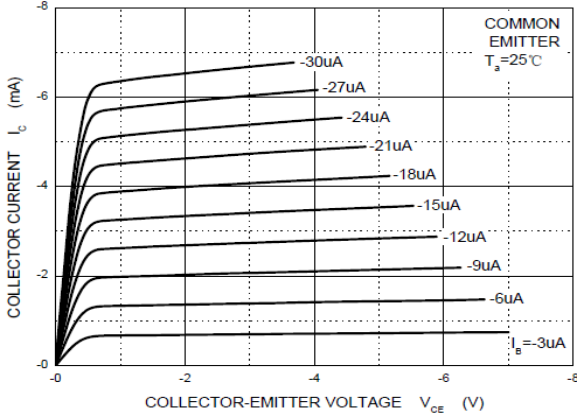 COMMON
EMITTER
Ta=25℃
-30uA
-27uA
-24uA
-21uA
-18uA
-15uA
-12uA
-9uA
-6uA
IB=-3uA
COLLECTOR CURRENT IC (mA)
-6
-4
-2
-0
-0
-2
-4
-6
-8
COLLECTOR-EMITTER VOLTAGE VCE (V)